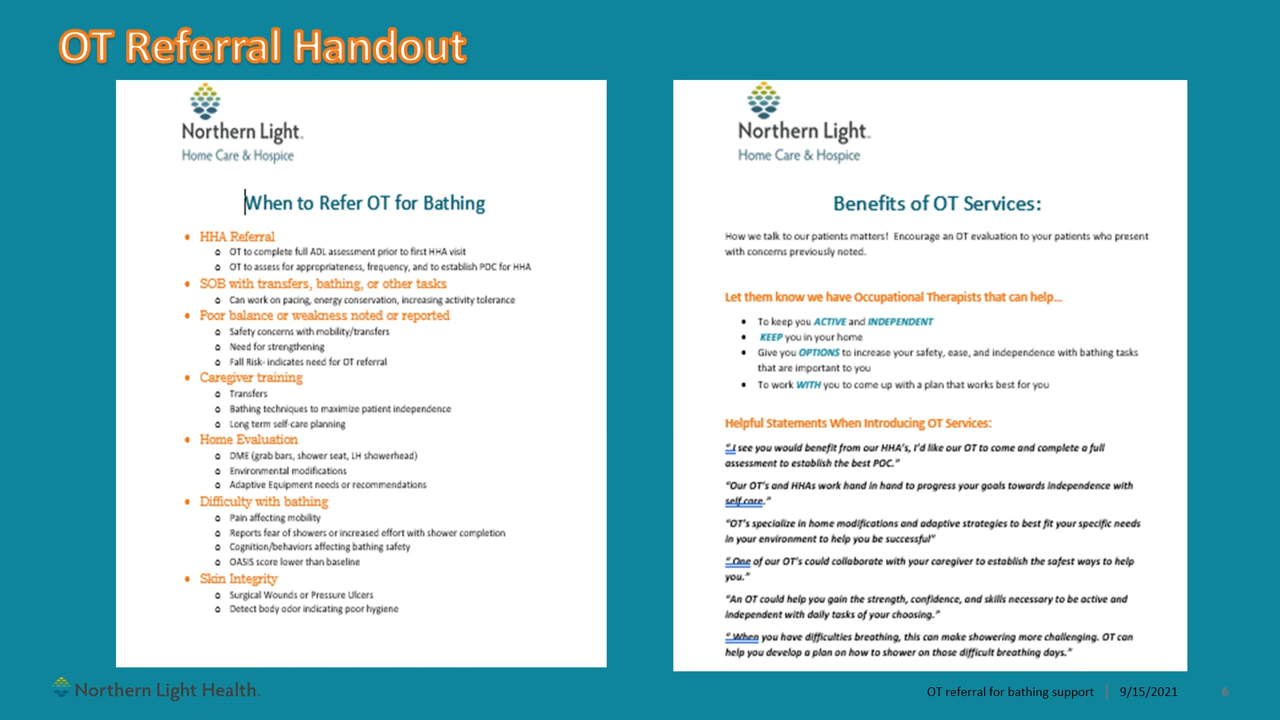 OT Referral Handout
Northern Light.
Home Care & Hospice
When to Refer OT for Bathing
• HHA Referral
o OT to complete full ADL assessment prior to first HHA visit
o OT to assess for appropriateness, frequency, and to establish POC for HHA
• SOB with transfers, bathing, or other tasks
o Can work on pacing, energy conservation, increasing activity tolerance
• Poor balance or weakness noted or reported
o Safety concerns with mobility/transfers
o Need for strengthening
o Fall Risk- indicates need for OT referral
• Caregiver training
o Transfers
o Bathing techniques to maximize patient independence
o Long term self-care planning
• Home Evaluation
o DME (grab bars, shower seat, LH showerhead)
o Environmental modifications
o Adaptive Equipment needs or recommendations
• Difficulty with bathing
o Pain affecting mobility
o Reports fear of showers or increased effort with shower completion
o Cognition/behaviors affecting bathing safety
o OASIS score lower than baseline
• Skin Integrity
o Surgical Wounds or Pressure Ulcers
o Detect body odor indicating poor hygiene
Northern Light.
Home Care & Hospice
Benefits of OT Services:
How we talk to our patients matters! Encourage an OT evaluation to your patients who present
with concerns previously noted.
Let them know we have Occupational Therapists that can help...
• To keep you ACTIVE and INDEPENDENT
• KEEP you in your home
• Give you OPTIONS to increase your safety, ease, and independence with bathing tasks
that are important to you
• To work WITH you to come up with a plan that works best for you
Helpful Statements When Introducing OT Services:
“ I see you would benefit from our HHA's, I'd like our OT to come and complete a full
assessment to establish the best POC.”
“Our OT's and HHAs work hand in hand to progress your goals towards independence with
self care.”
“OT's specialize in home modifications and adaptive strategies to best fit your specific needs
in your environment to help you be successful”
“ One of our OT's could collaborate with your caregiver to establish the safest ways to help
you.”
“An OT could help you gain the strength, confidence, and skills necessary to be active and
independent with daily tasks of your choosing.”
“ When you have difficulties breathing, this can make showering more challenging. OT can
help you develop a plan on how to shower on those difficult breathing days.”
Northern Light Health.
OT referral for bathing support | 9/15/2021 6